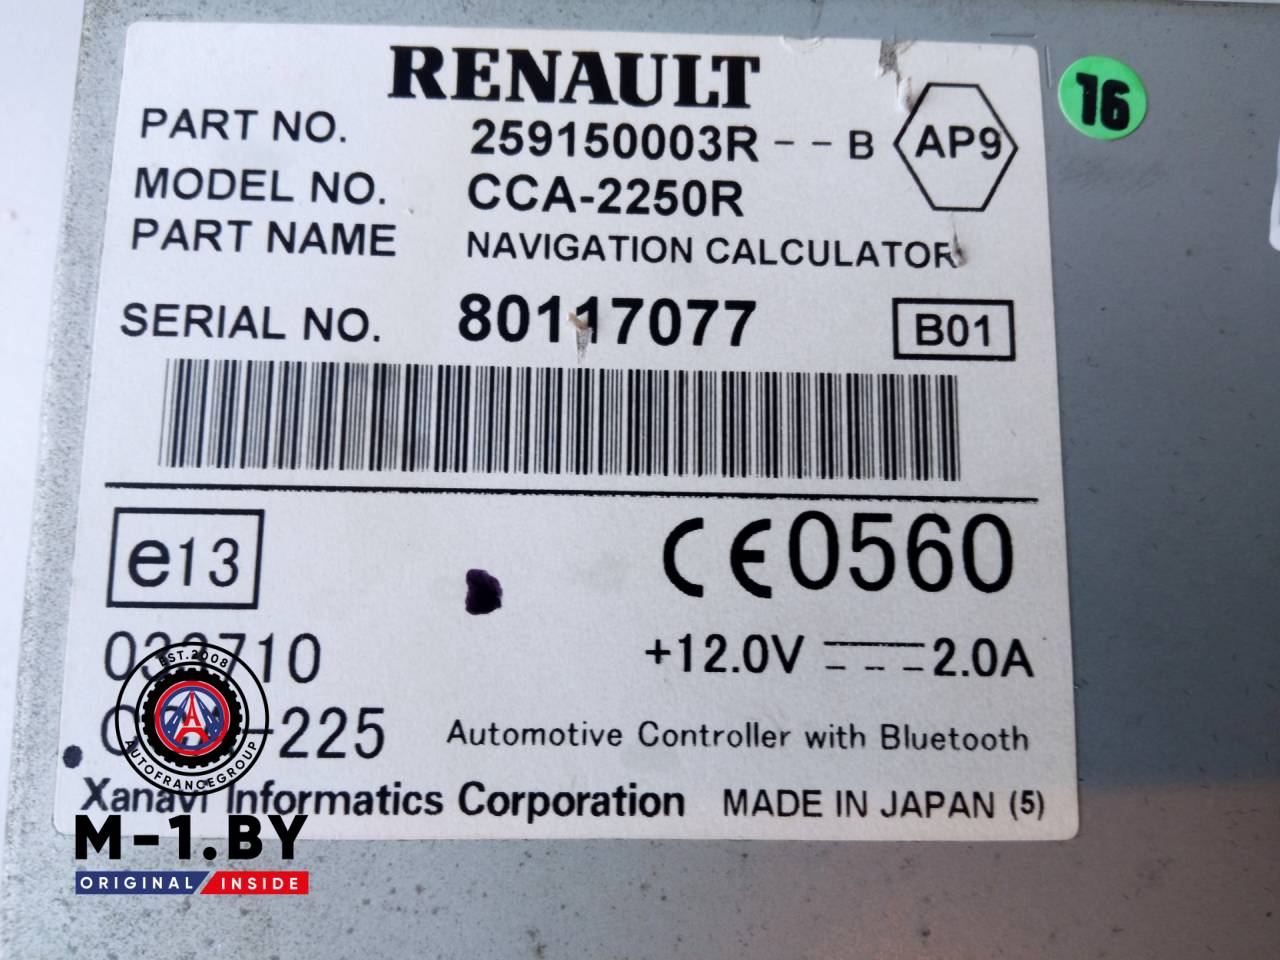 RENAULT
PART NO. 259150003R - - B AP9
16
MODEL NO. CCA-2250R
PART NAME NAVIGATION CALCULATOR
SERIAL NO. 80117077 B01
e13 CE0560
+12.0V 2.0A
-225 Automotive Controller with Bluetooth
Xanavi Informatics Corporation MADE IN JAPAN (5)
EST.2008
AUTOFRANCEGROUP
M-1.BY
ORIGINAL INSIDE